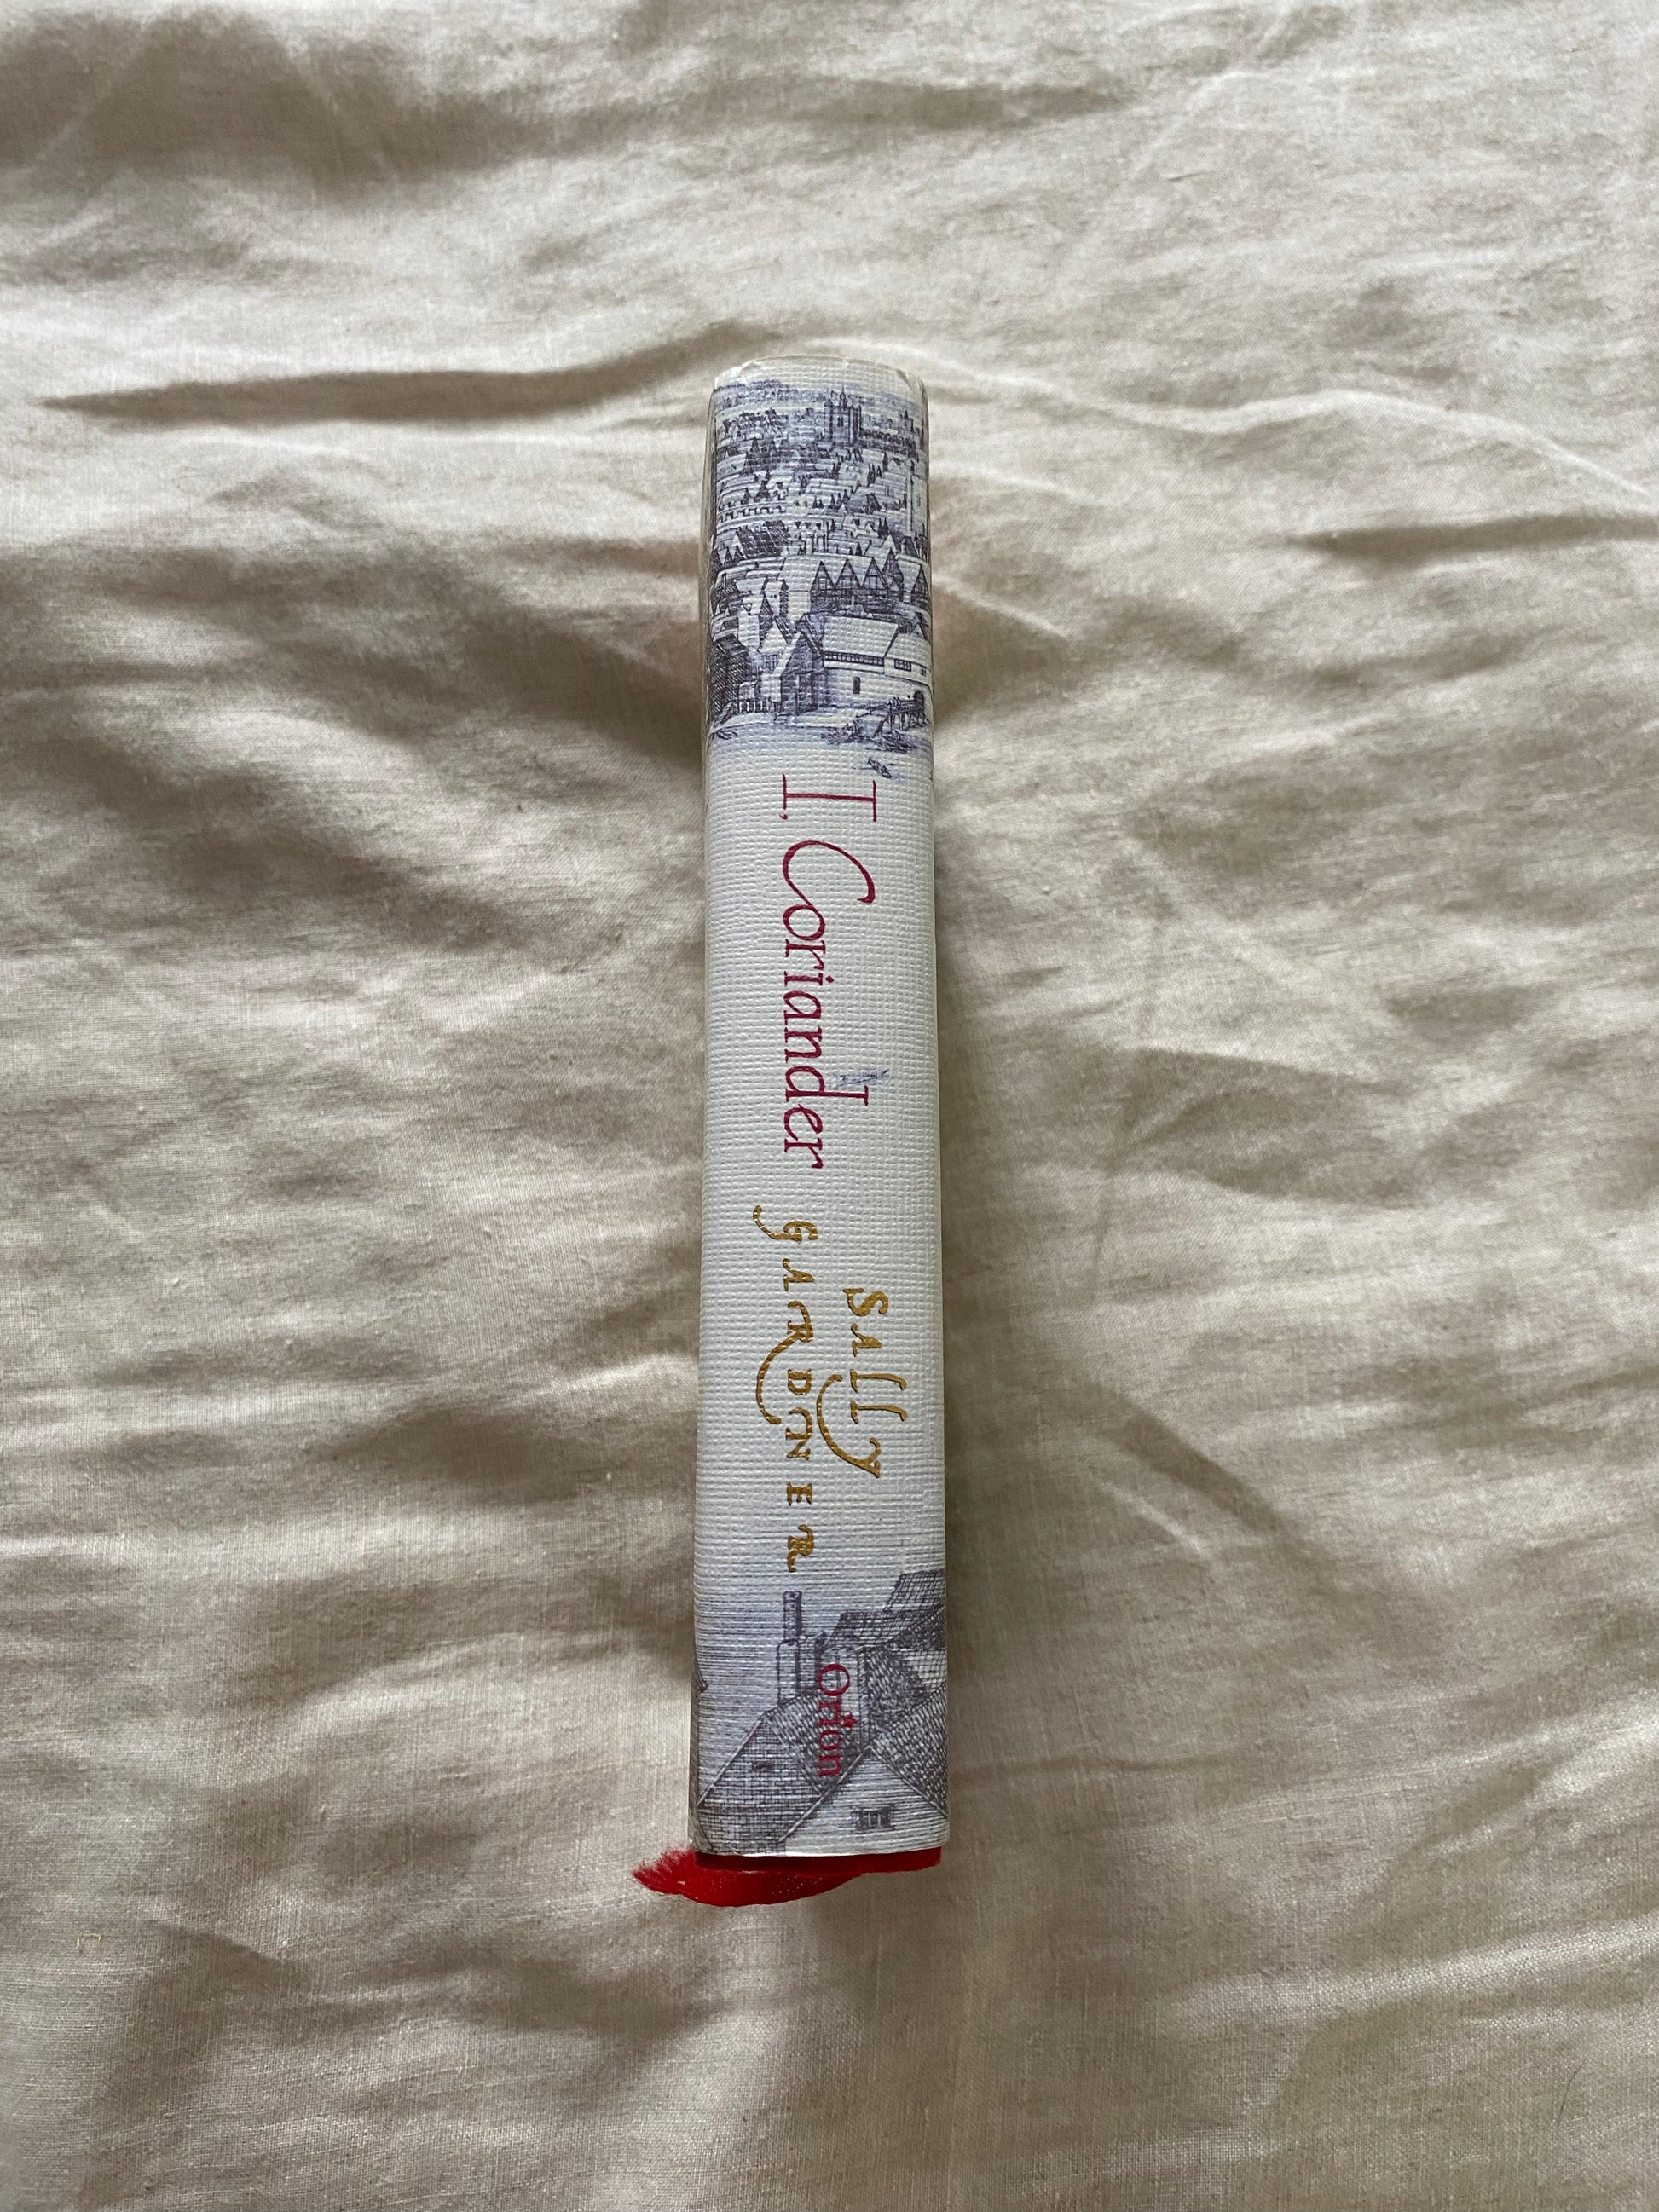 I, Coriander
Sally
Gardner
Orion